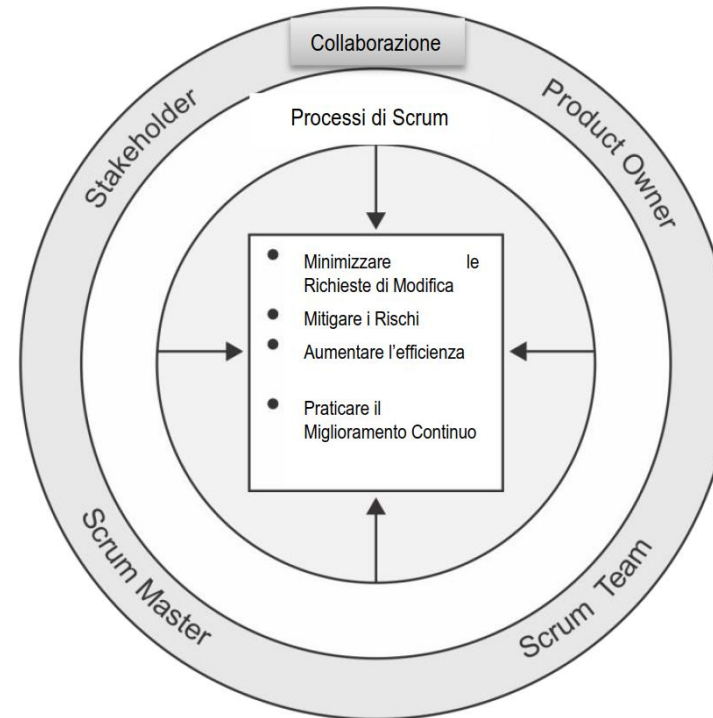 Collaborazione
Stakeholder
Product Owner
Processi di Scrum
Minimizzare le
Richieste di Modifica
Mitigare i Rischi
Aumentare l'efficienza
Praticare il
Miglioramento Continuo
Scrum Master
Scrum Team